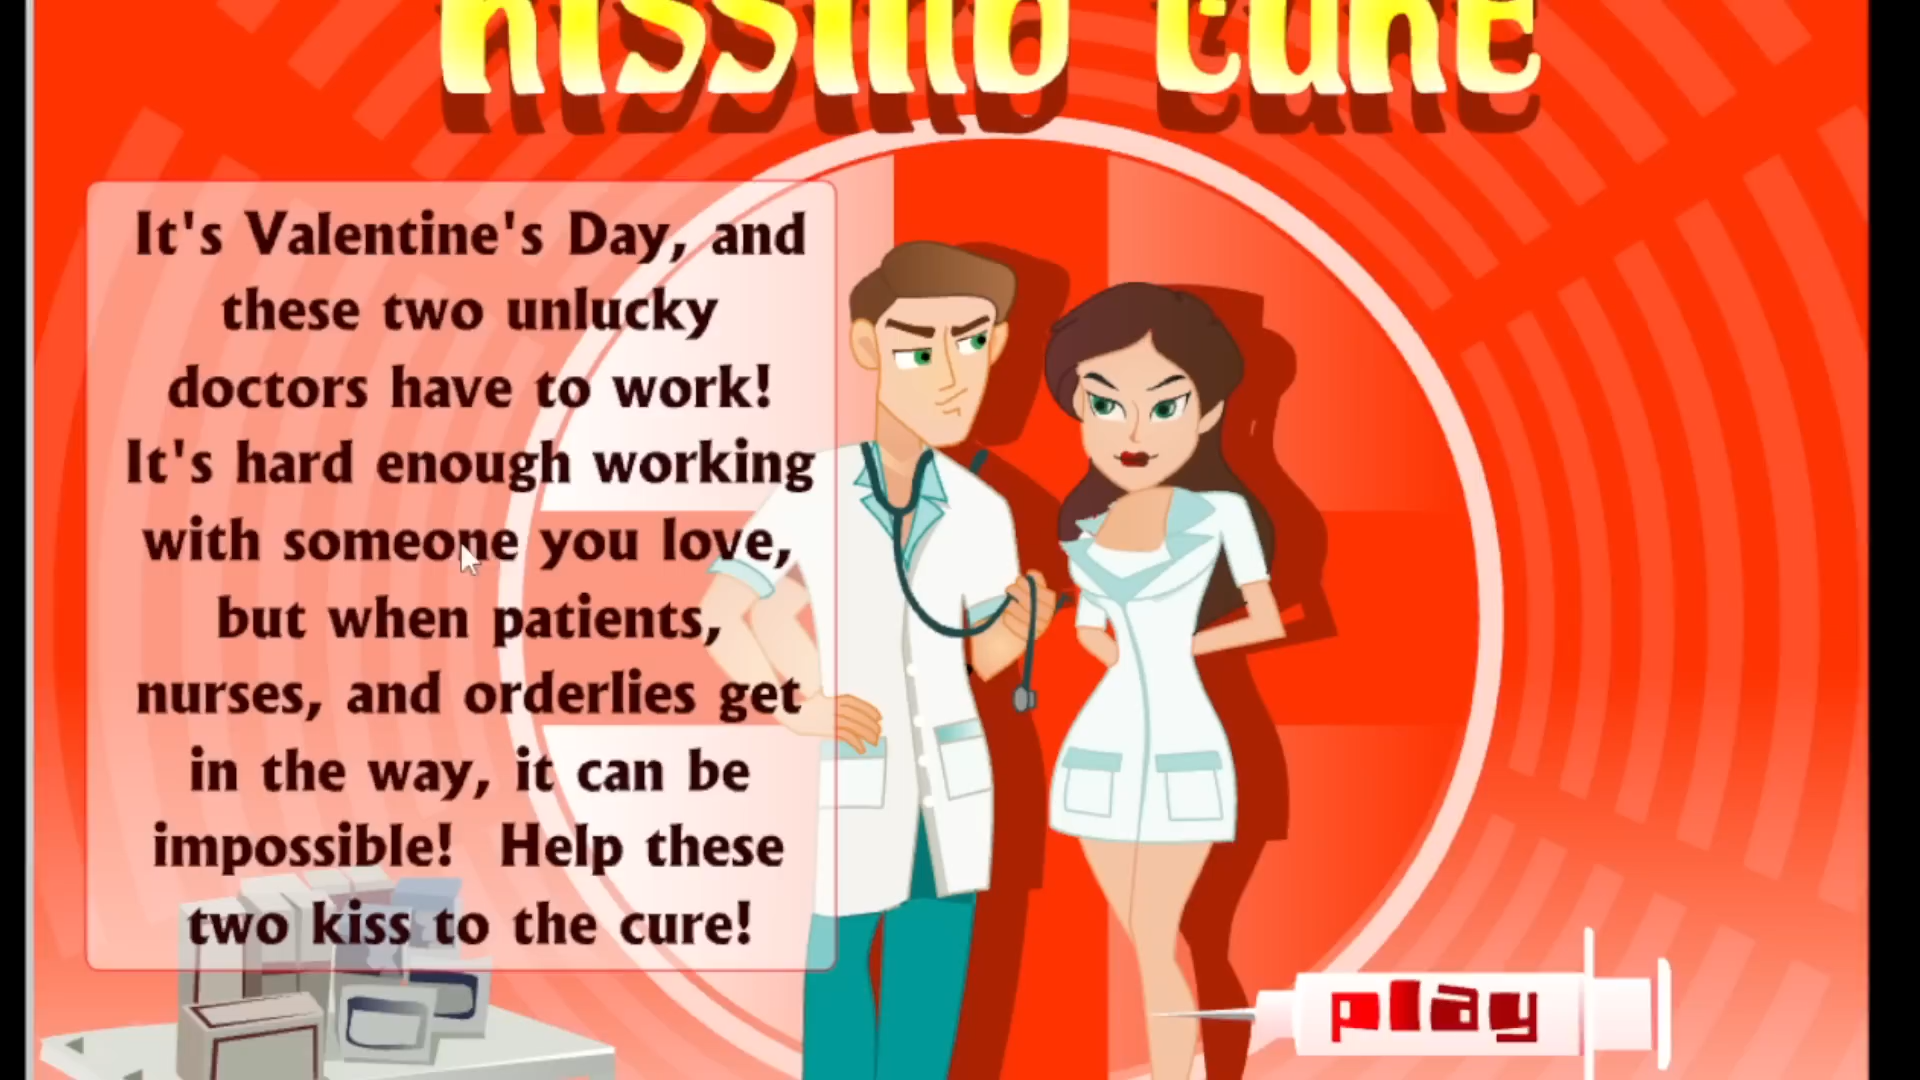 KISSING CURE
It's Valentine's Day, and
these two unlucky
doctors have to work!
It's hard enough working
with someone you love,
but when patients,
nurses, and orderlies get
in the way, it can be
impossible! Help these
two kiss to the cure!
play